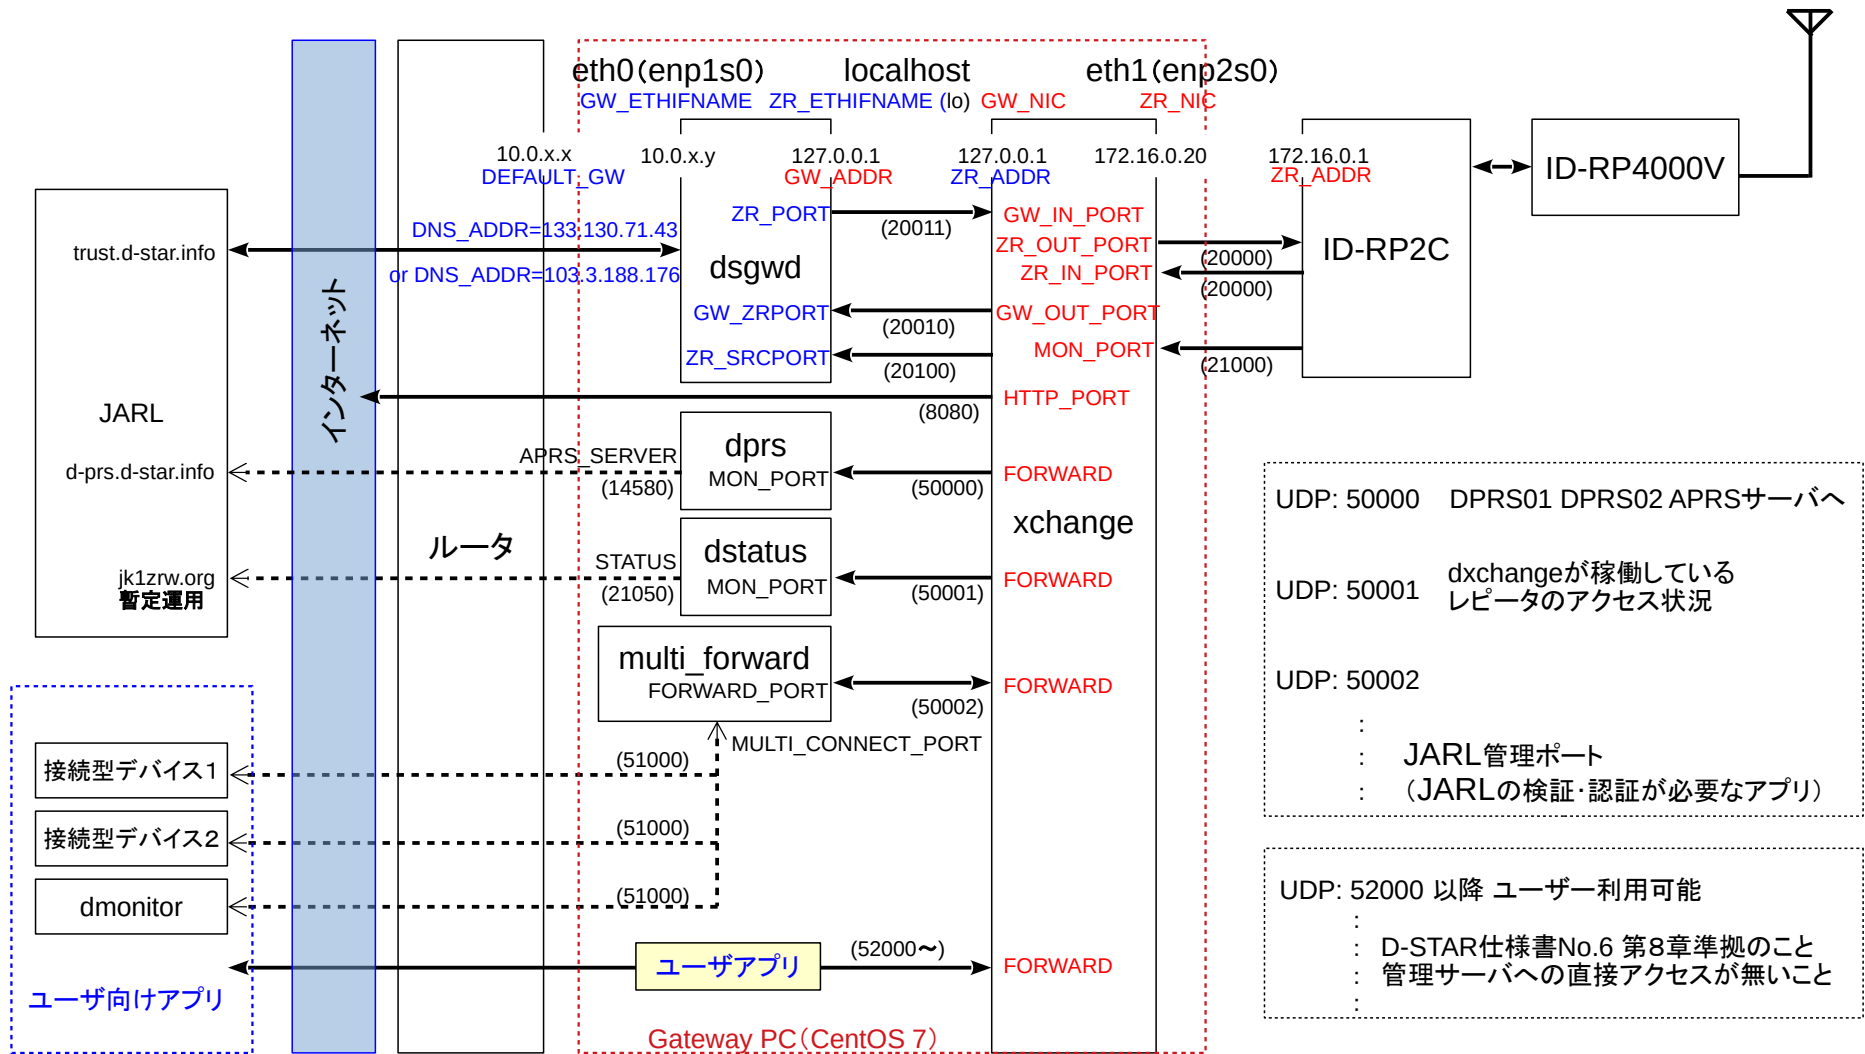 eth0（enp1s0）
localhost
eth1（enp2s0）
GW_ETHIFNAME
ZR_ETHIFNAME (lo)
GW_NIC
ZR_NIC
10.0.x.x
DEFAULT_GW
10.0.x.y
127.0.0.1
GW_ADDR
127.0.0.1
ZR_ADDR
172.16.0.20
172.16.0.1
ZR_ADDR
ID-RP4000V
ID-RP2C
JARL
trust.d-star.info
d-prs.d-star.info
jk1zrw.org
暫定運用
インターネット
ルータ
DNS_ADDR=133.130.71.43
or DNS_ADDR=103.3.188.176
dsgwd
ZR_PORT
GW_ZRPORT
ZR_SRCPORT
(20011)
(20010)
(20100)
(8080)
GW_IN_PORT
ZR_OUT_PORT
ZR_IN_PORT
GW_OUT_PORT
MON_PORT
HTTP_PORT
(20000)
(20000)
(21000)
APRS_SERVER
(14580)
dprs
MON_PORT
(50000)
FORWARD
xchange
STATUS
(21050)
dstatus
MON_PORT
(50001)
FORWARD
multi_forward
FORWARD_PORT
(50002)
FORWARD
MULTI_CONNECT_PORT
(51000)
(51000)
(51000)
接続型デバイス1
接続型デバイス2
dmonitor
ユーザ向けアプリ
ユーザアプリ
(52000～)
FORWARD
Gateway PC（CentOS 7）
UDP: 50000 DPRS01 DPRS02 APRSサーバへ
UDP: 50001 dxchangeが稼働している
レピータのアクセス状況
UDP: 50002
:
: JARL管理ポート
: （JARLの検証・認証が必要なアプリ）
UDP: 52000 以降 ユーザー利用可能
:
: D-STAR仕様書No.6 第8章準拠のこと
: 管理サーバへの直接アクセスが無いこと
: